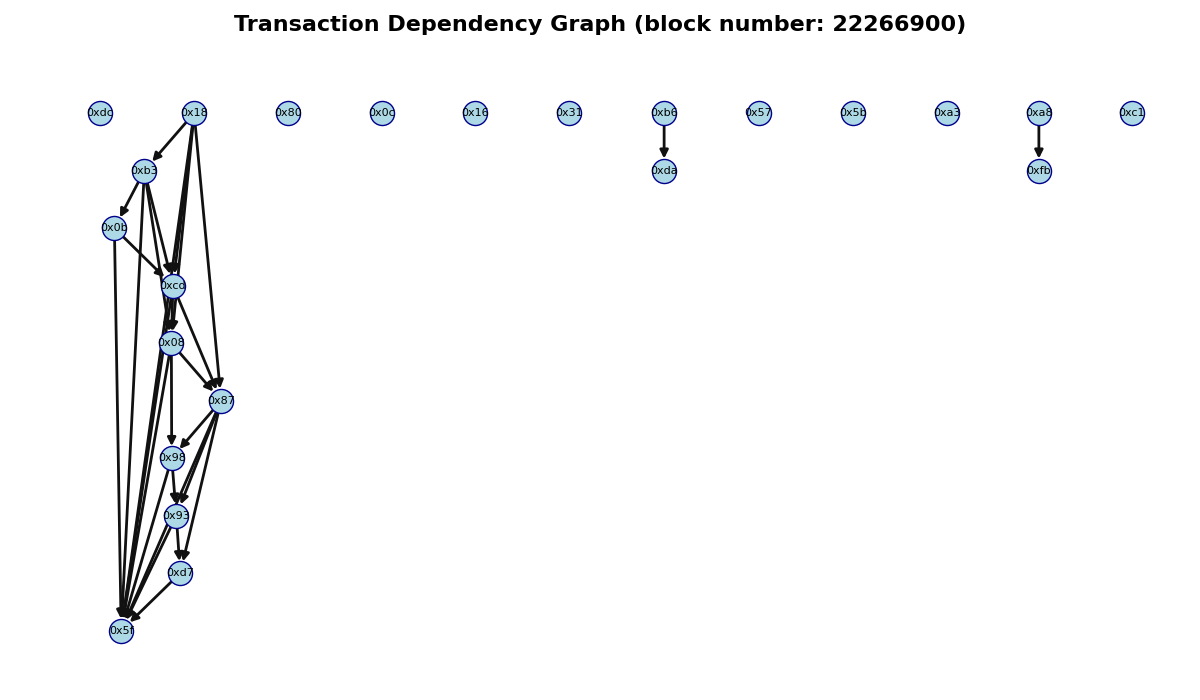 Transaction Dependency Graph (block number: 22266900)
0xdc 0x18 0x80 0x0c 0x16 0x31 0xb6 0x57 0x5b 0xa3 0xa8 0xc1
0xb3 0xda 0xfb
0x0b
0xcd
0x08
0x87
0x98
0x93
0xd7
0x5f